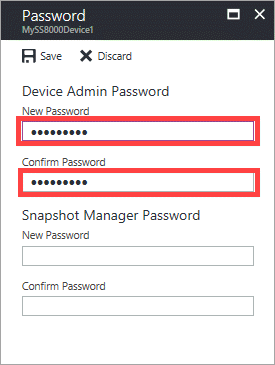 Password
MySS8000Device1
Save Discard
Device Admin Password
New Password
•••••••••
Confirm Password
•••••••••
Snapshot Manager Password
New Password
Confirm Password